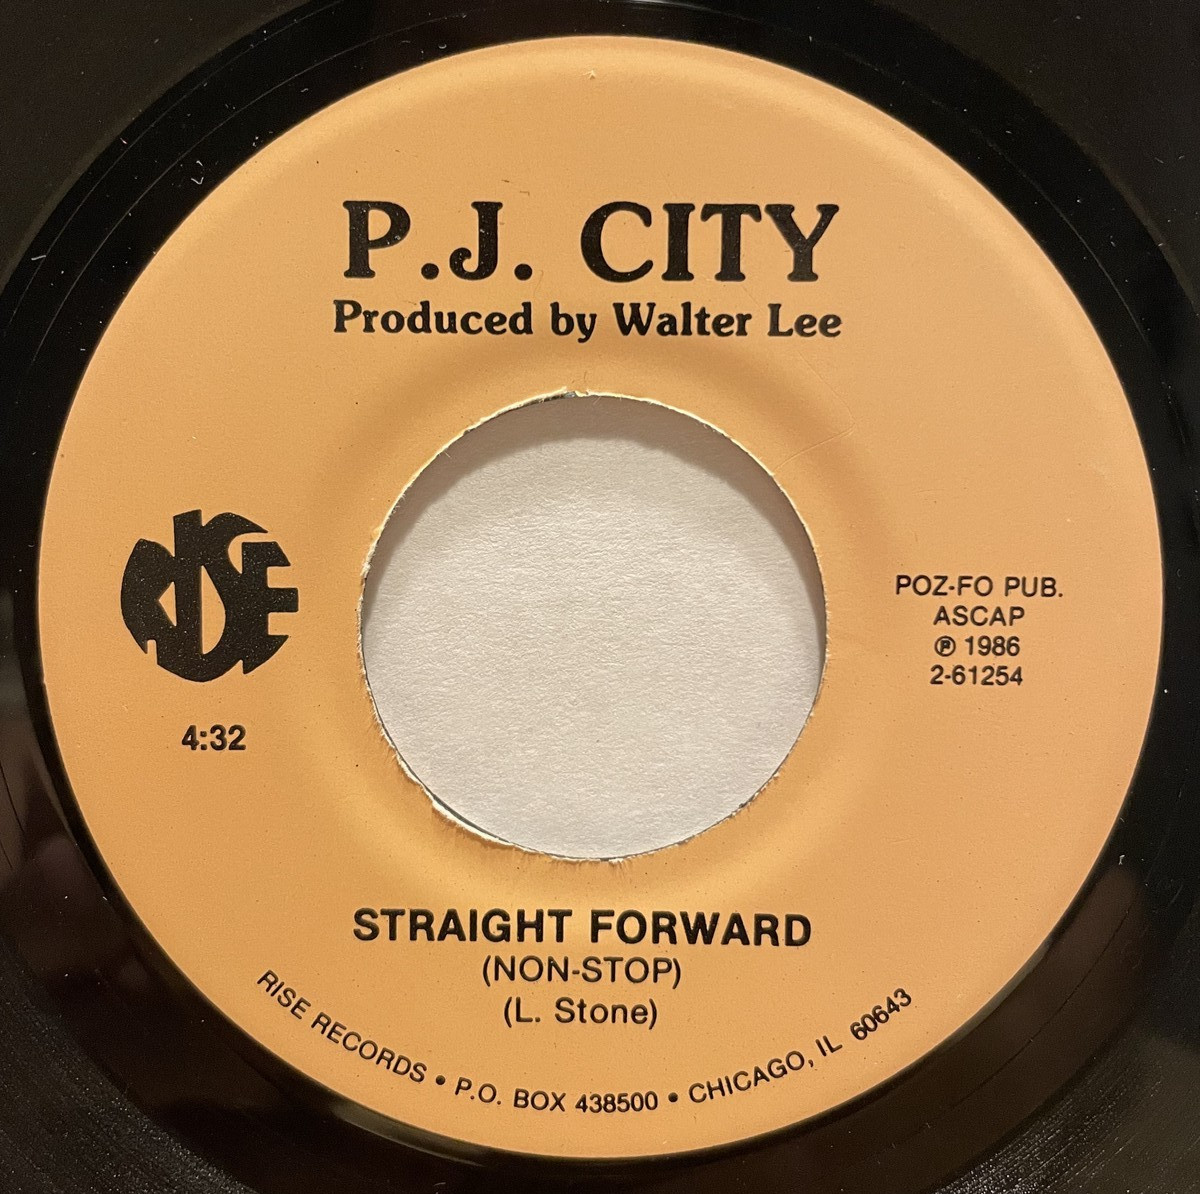 P.J. CITY
Produced by Walter Lee
RISE
4:32
POZ-FO PUB.
ASCAP
℗ 1986
2-61254
STRAIGHT FORWARD
(NON-STOP)
(L. Stone)
RISE RECORDS • P.O. BOX 438500 • CHICAGO, IL 60643